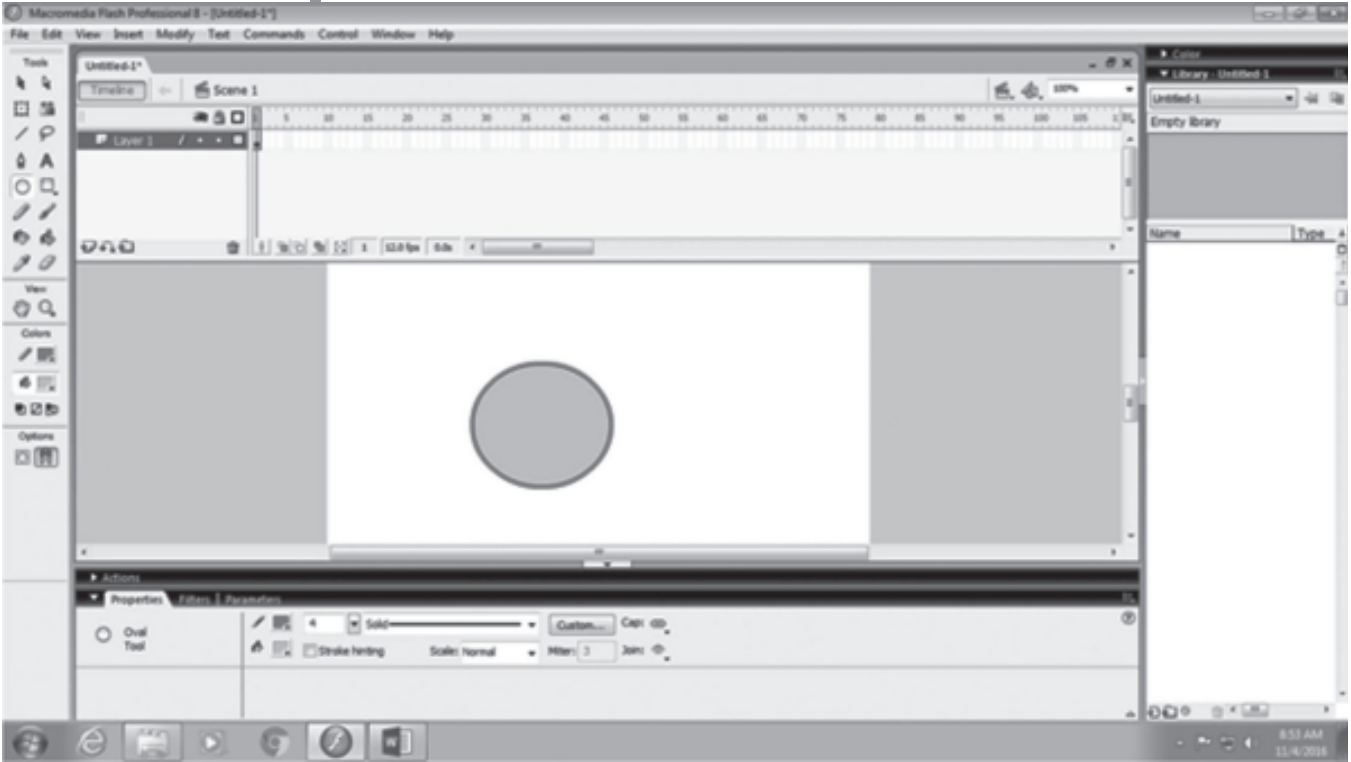 Macromedia Flash Professional 8 - [Untitled-1*]
File Edit View Insert Modify Text Commands Control Window Help
Tools
Untitled-1*
Timeline Scene 1 100%
5 10 15 20 25 30 35 40 45 50 55 60 65 70 75 80 85 90 95 100 105
Layer 1
1 12.0 fps 0.0s
View
Colors
Options
Color
Library - Untitled-1
Untitled-1
Empty library
Name Type
Actions
Properties Filters Parameters
Oval
Tool
4 Solid Custom... Cap:
Stroke hinting Scale: Normal Miter: 3 Join:
8:53 AM
11/4/2016